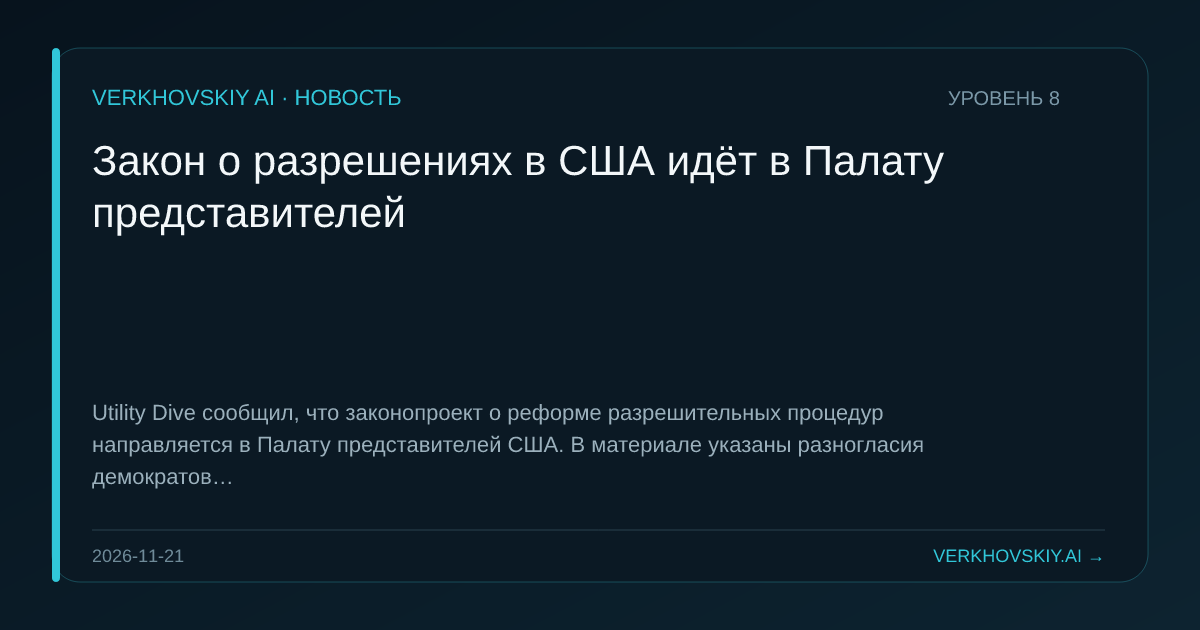 VERKHOVSKIY AI · НОВОСТЬ
УРОВЕНЬ 8
Закон о разрешениях в США идёт в Палату
представителей
Utility Dive сообщил, что законопроект о реформе разрешительных процедур
направляется в Палату представителей США. В материале указаны разногласия
демократов…
2026-11-21
VERKHOVSKIY.AI →